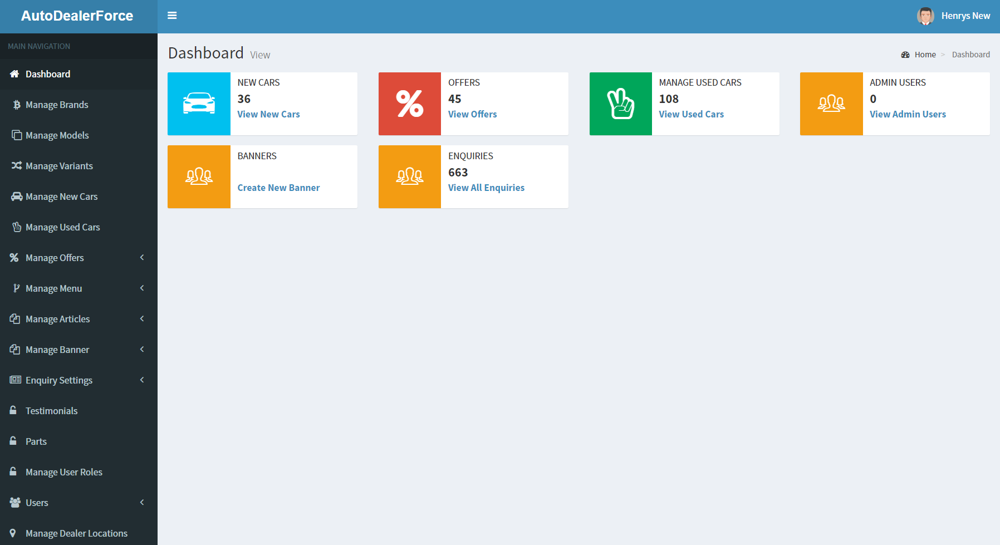 AutoDealerForce
Henrys New
MAIN NAVIGATION
Dashboard
Manage Brands
Manage Models
Manage Variants
Manage New Cars
Manage Used Cars
Manage Offers
Manage Menu
Manage Articles
Manage Banner
Enquiry Settings
Testimonials
Parts
Manage User Roles
Users
Manage Dealer Locations
Dashboard View
Home > Dashboard
NEW CARS
36
View New Cars
OFFERS
45
View Offers
MANAGE USED CARS
108
View Used Cars
ADMIN USERS
0
View Admin Users
BANNERS
Create New Banner
ENQUIRIES
663
View All Enquiries